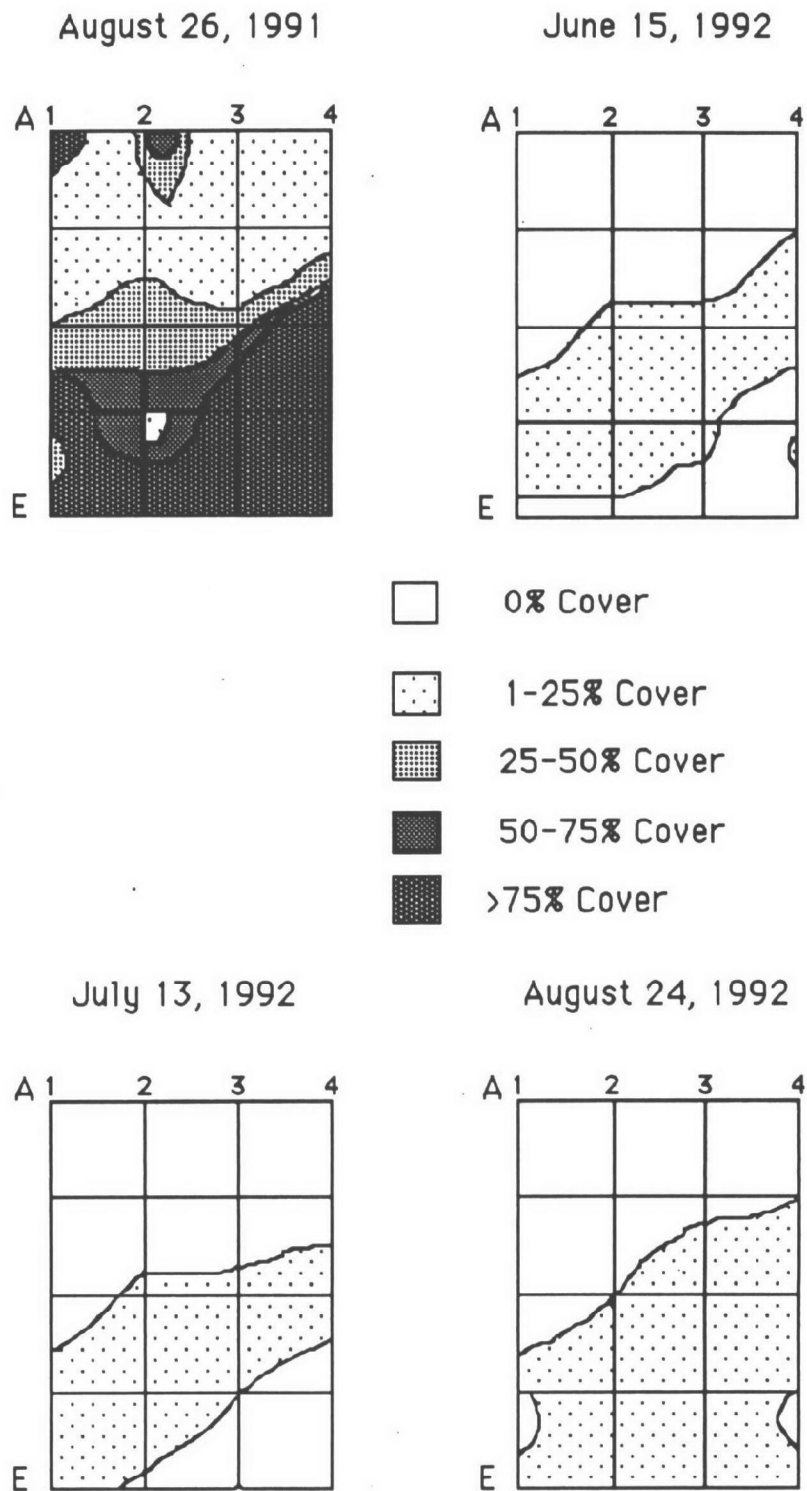 August 26, 1991
June 15, 1992
A 1 2 3 4
E
A 1 2 3 4
E
0% Cover
1-25% Cover
25-50% Cover
50-75% Cover
>75% Cover
July 13, 1992
August 24, 1992
A 1 2 3 4
E
A 1 2 3 4
E